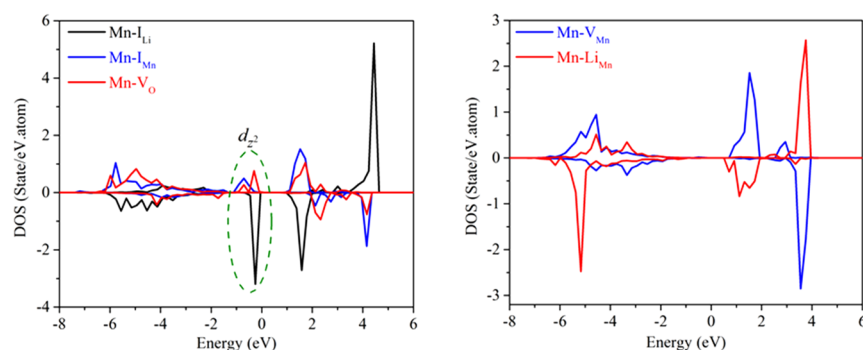 Mn-I_Li
Mn-I_Mn
Mn-V_O
d_z²
DOS (State/eV.atom)
6
4
2
0
-2
-4
-8
-6
-4
-2
0
2
4
6
Energy (eV)
Mn-V_Mn
Mn-Li_Mn
DOS (State/eV.atom)
3
2
1
0
-1
-2
-3
-8
-6
-4
-2
0
2
4
6
Energy (eV)